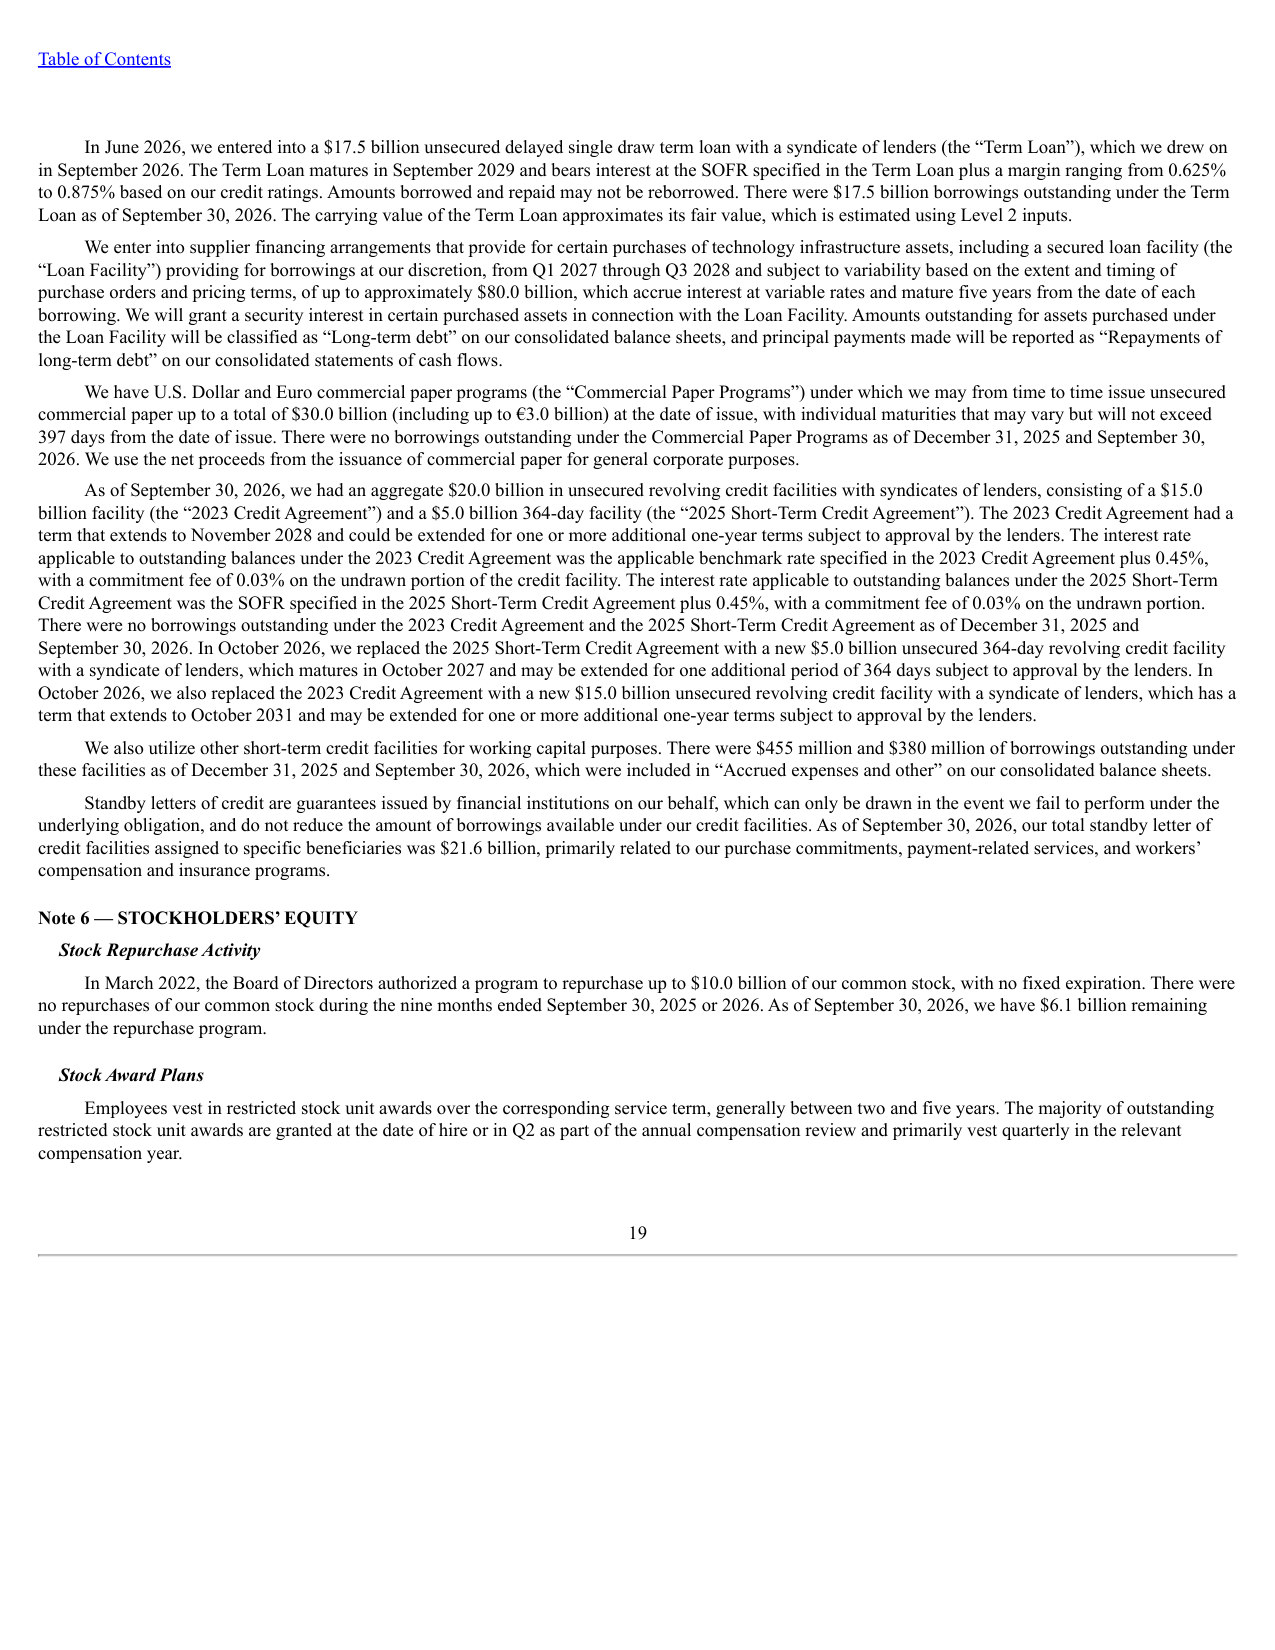 Table of Contents
In June 2026, we entered into a $17.5 billion unsecured delayed single draw term loan with a syndicate of lenders (the “Term Loan”), which we drew on
in September 2026. The Term Loan matures in September 2029 and bears interest at the SOFR specified in the Term Loan plus a margin ranging from 0.625%
to 0.875% based on our credit ratings. Amounts borrowed and repaid may not be reborrowed. There were $17.5 billion borrowings outstanding under the Term
Loan as of September 30, 2026. The carrying value of the Term Loan approximates its fair value, which is estimated using Level 2 inputs.
We enter into supplier financing arrangements that provide for certain purchases of technology infrastructure assets, including a secured loan facility (the
“Loan Facility”) providing for borrowings at our discretion, from Q1 2027 through Q3 2028 and subject to variability based on the extent and timing of
purchase orders and pricing terms, of up to approximately $80.0 billion, which accrue interest at variable rates and mature five years from the date of each
borrowing. We will grant a security interest in certain purchased assets in connection with the Loan Facility. Amounts outstanding for assets purchased under
the Loan Facility will be classified as “Long-term debt” on our consolidated balance sheets, and principal payments made will be reported as “Repayments of
long-term debt” on our consolidated statements of cash flows.
We have U.S. Dollar and Euro commercial paper programs (the “Commercial Paper Programs”) under which we may from time to time issue unsecured
commercial paper up to a total of $30.0 billion (including up to €3.0 billion) at the date of issue, with individual maturities that may vary but will not exceed
397 days from the date of issue. There were no borrowings outstanding under the Commercial Paper Programs as of December 31, 2025 and September 30,
2026. We use the net proceeds from the issuance of commercial paper for general corporate purposes.
As of September 30, 2026, we had an aggregate $20.0 billion in unsecured revolving credit facilities with syndicates of lenders, consisting of a $15.0
billion facility (the “2023 Credit Agreement”) and a $5.0 billion 364-day facility (the “2025 Short-Term Credit Agreement”). The 2023 Credit Agreement had a
term that extends to November 2028 and could be extended for one or more additional one-year terms subject to approval by the lenders. The interest rate
applicable to outstanding balances under the 2023 Credit Agreement was the applicable benchmark rate specified in the 2023 Credit Agreement plus 0.45%,
with a commitment fee of 0.03% on the undrawn portion of the credit facility. The interest rate applicable to outstanding balances under the 2025 Short-Term
Credit Agreement was the SOFR specified in the 2025 Short-Term Credit Agreement plus 0.45%, with a commitment fee of 0.03% on the undrawn portion.
There were no borrowings outstanding under the 2023 Credit Agreement and the 2025 Short-Term Credit Agreement as of December 31, 2025 and
September 30, 2026. In October 2026, we replaced the 2025 Short-Term Credit Agreement with a new $5.0 billion unsecured 364-day revolving credit facility
with a syndicate of lenders, which matures in October 2027 and may be extended for one additional period of 364 days subject to approval by the lenders. In
October 2026, we also replaced the 2023 Credit Agreement with a new $15.0 billion unsecured revolving credit facility with a syndicate of lenders, which has a
term that extends to October 2031 and may be extended for one or more additional one-year terms subject to approval by the lenders.
We also utilize other short-term credit facilities for working capital purposes. There were $455 million and $380 million of borrowings outstanding under
these facilities as of December 31, 2025 and September 30, 2026, which were included in “Accrued expenses and other” on our consolidated balance sheets.
Standby letters of credit are guarantees issued by financial institutions on our behalf, which can only be drawn in the event we fail to perform under the
underlying obligation, and do not reduce the amount of borrowings available under our credit facilities. As of September 30, 2026, our total standby letter of
credit facilities assigned to specific beneficiaries was $21.6 billion, primarily related to our purchase commitments, payment-related services, and workers’
compensation and insurance programs.
Note 6 — STOCKHOLDERS’ EQUITY
Stock Repurchase Activity
In March 2022, the Board of Directors authorized a program to repurchase up to $10.0 billion of our common stock, with no fixed expiration. There were
no repurchases of our common stock during the nine months ended September 30, 2025 or 2026. As of September 30, 2026, we have $6.1 billion remaining
under the repurchase program.
Stock Award Plans
Employees vest in restricted stock unit awards over the corresponding service term, generally between two and five years. The majority of outstanding
restricted stock unit awards are granted at the date of hire or in Q2 as part of the annual compensation review and primarily vest quarterly in the relevant
compensation year.
19